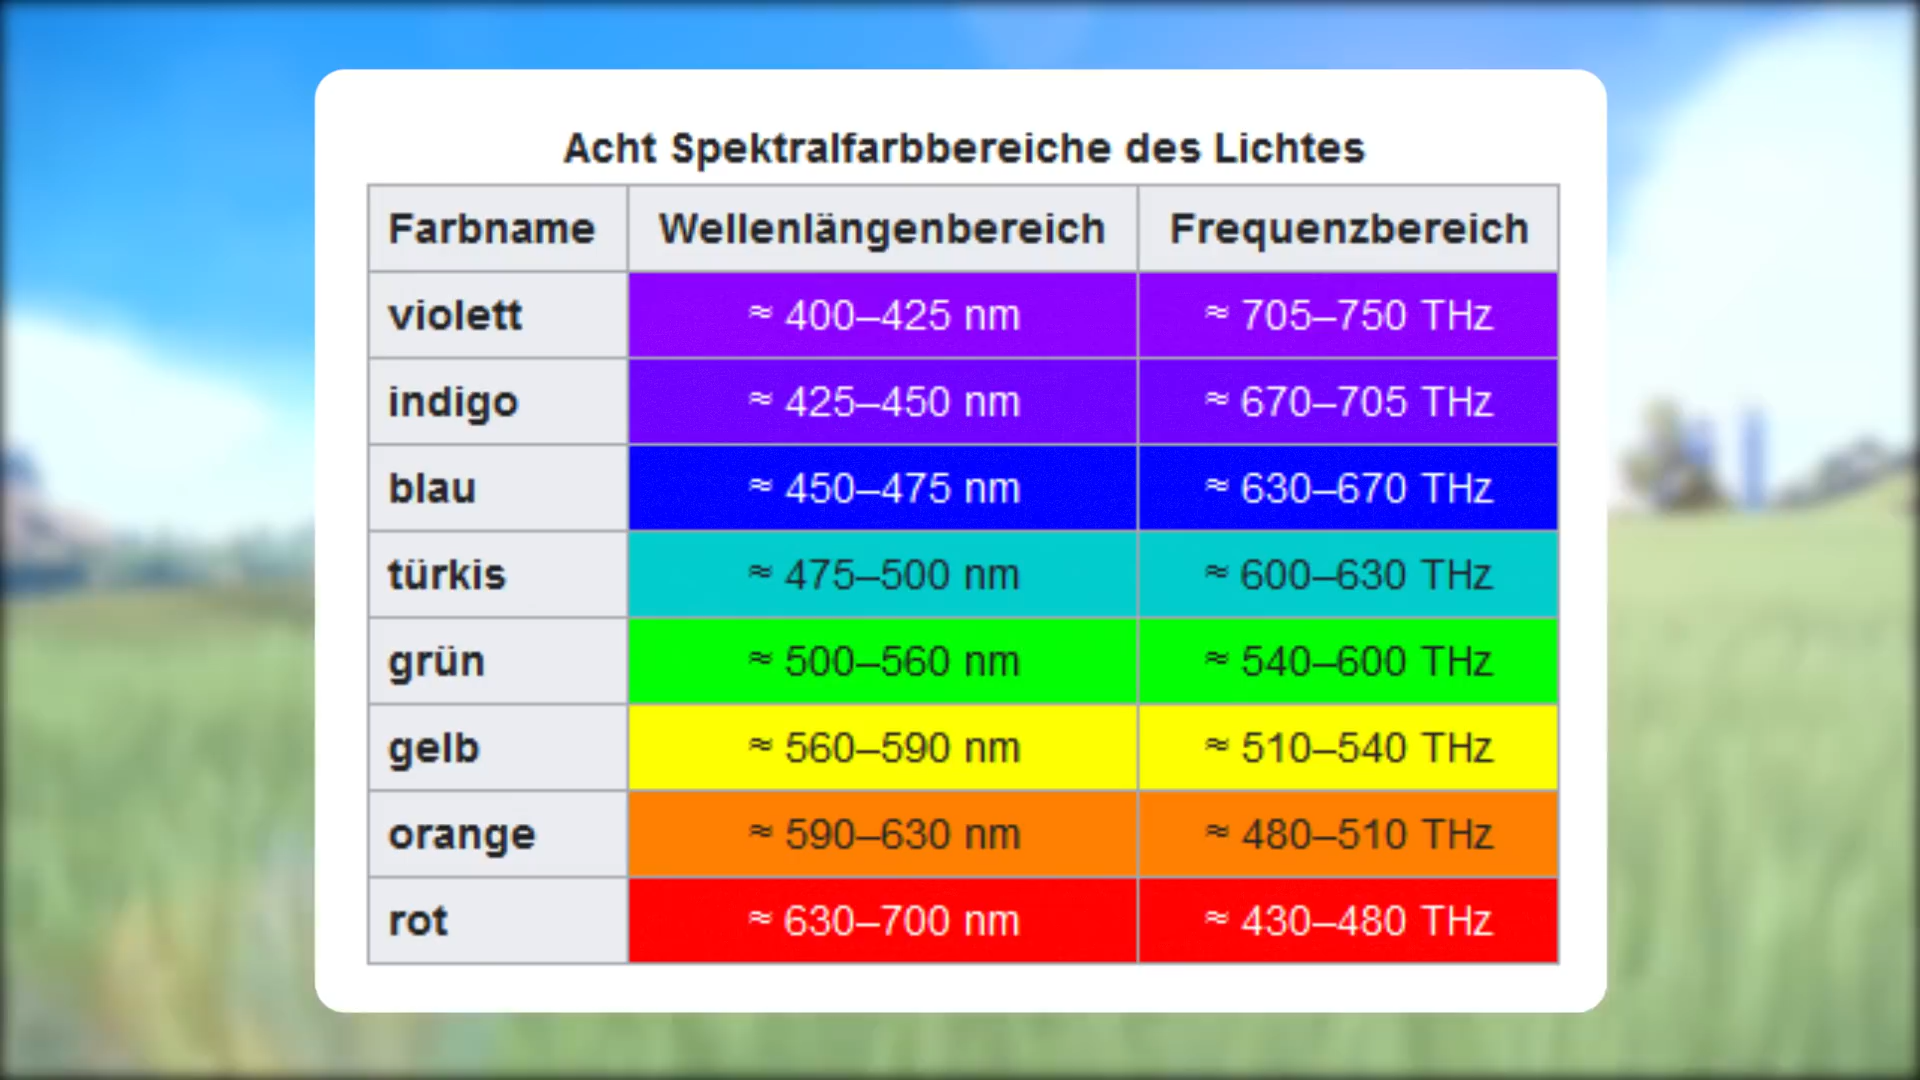 Acht Spektralfarbbereiche des Lichtes
Farbname Wellenlängenbereich Frequenzbereich
violett ≈ 400–425 nm ≈ 705–750 THz
indigo ≈ 425–450 nm ≈ 670–705 THz
blau ≈ 450–475 nm ≈ 630–670 THz
türkis ≈ 475–500 nm ≈ 600–630 THz
grün ≈ 500–560 nm ≈ 540–600 THz
gelb ≈ 560–590 nm ≈ 510–540 THz
orange ≈ 590–630 nm ≈ 480–510 THz
rot ≈ 630–700 nm ≈ 430–480 THz